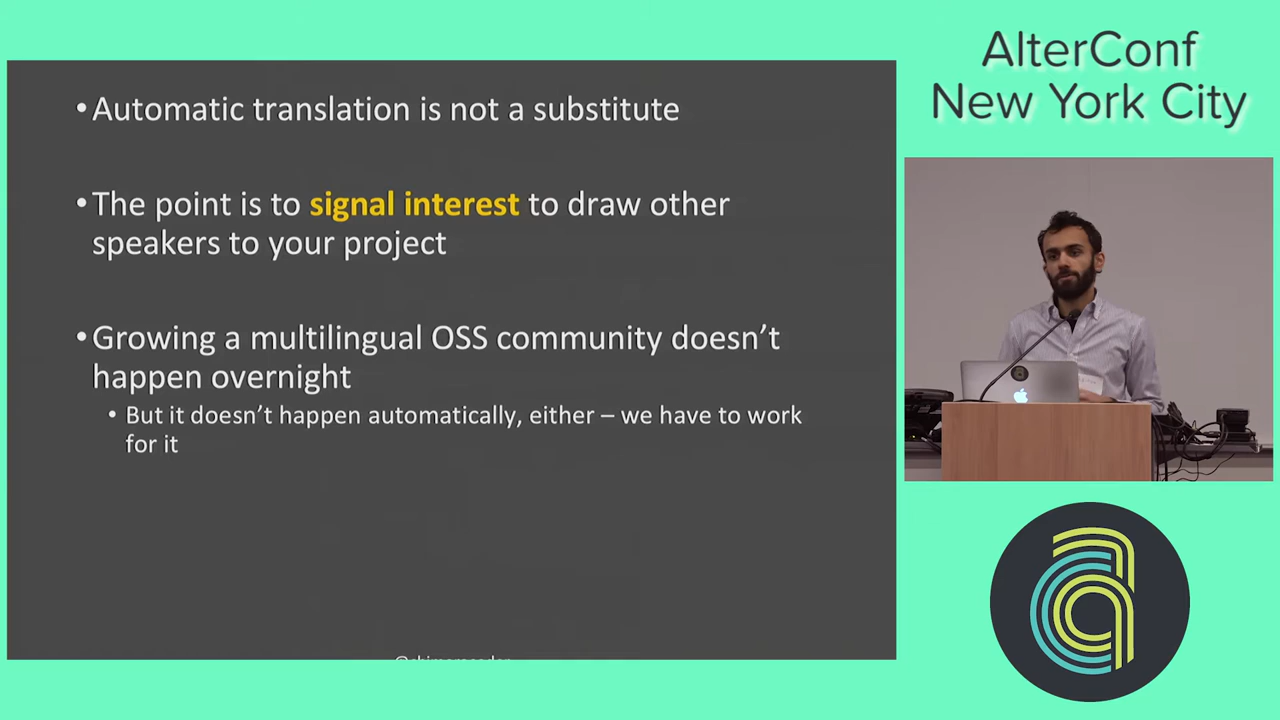 AlterConf
New York City
•Automatic translation is not a substitute
•The point is to signal interest to draw other
speakers to your project
•Growing a multilingual OSS community doesn’t
happen overnight
• But it doesn’t happen automatically, either – we have to work
for it